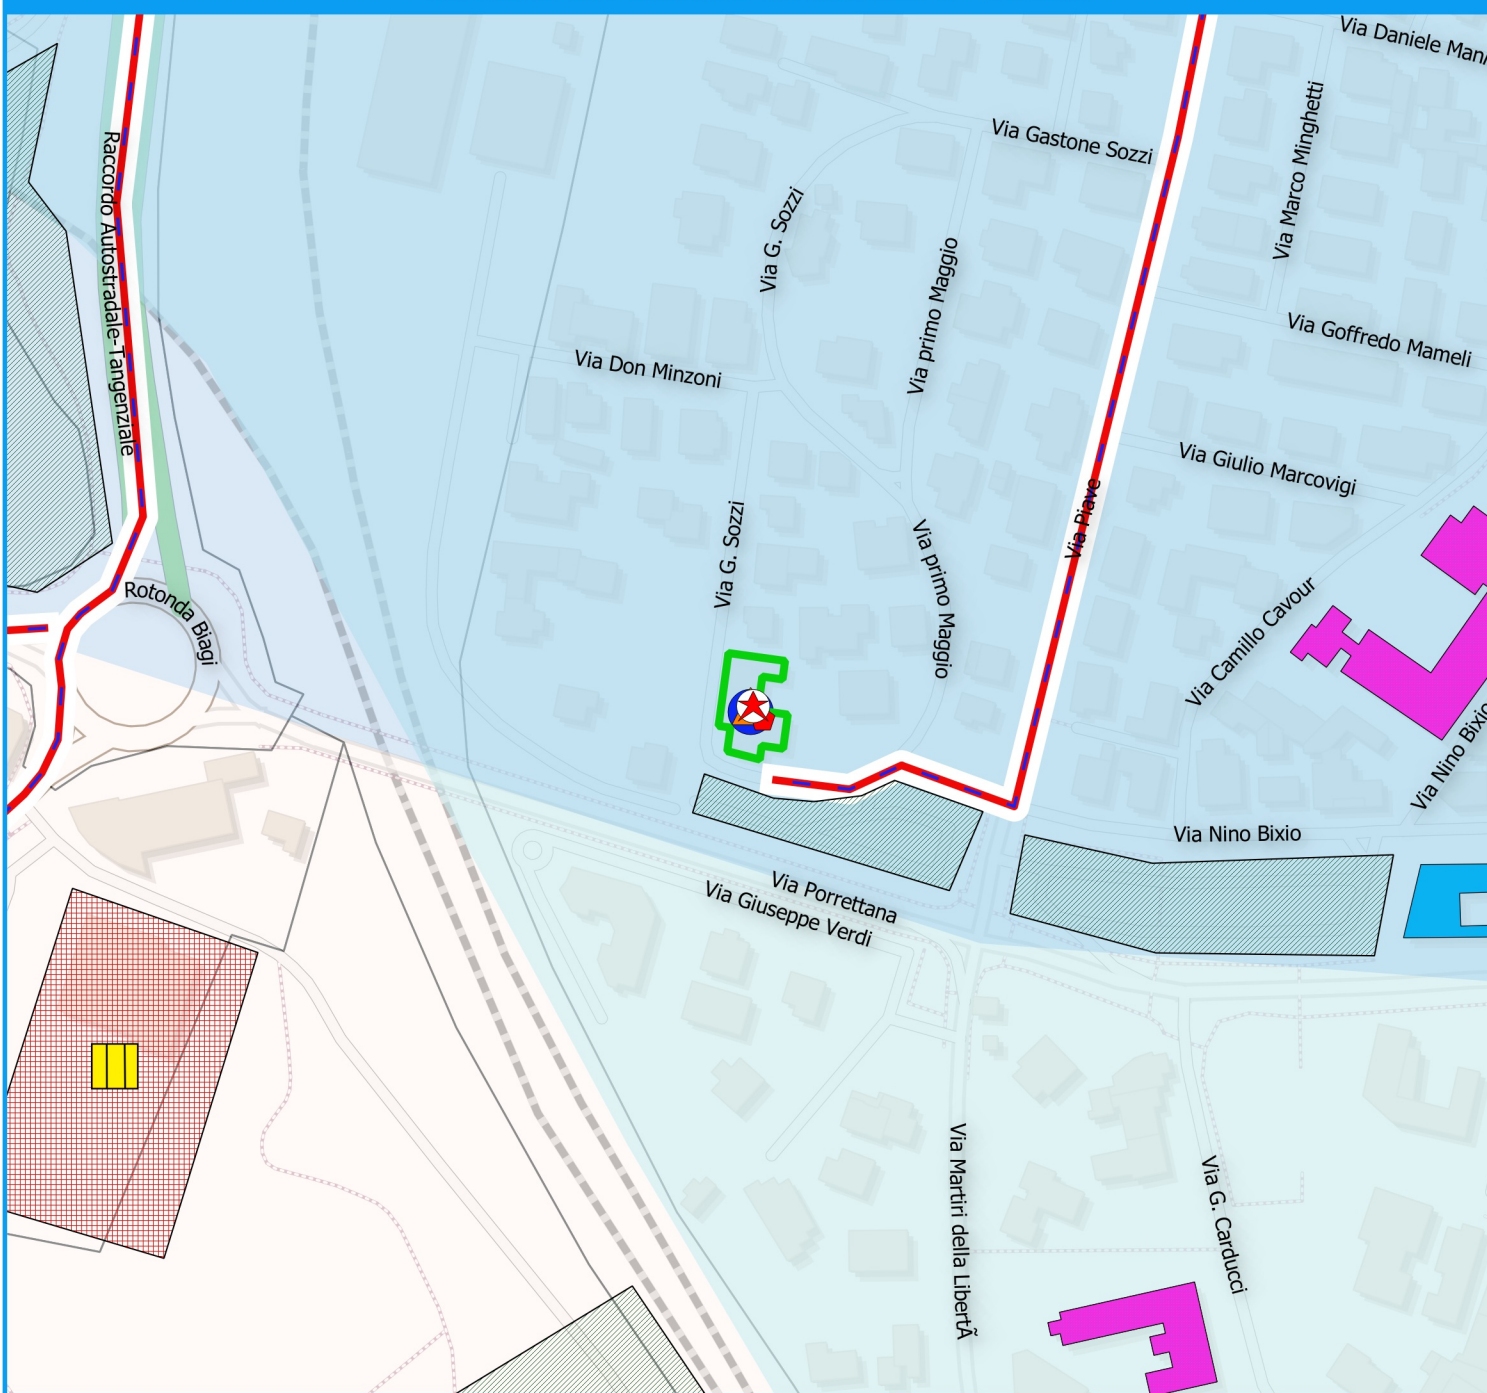 Via Daniele Mani
Via Gastone Sozzi
Via Marco Minghetti
Raccordo Autostradale-Tangenziale
Via G. Sozzi
Via primo Maggio
Via Goffredo Mameli
Via Don Minzoni
Via Giulio Marcovigi
Via Piave
Via G. Sozzi
Via primo Maggio
Rotonda Biagi
Via Camillo Cavour
Via Nino Bixio
Via Nino Bixio
Via Porrettana
Via Giuseppe Verdi
Via Martiri della LibertÃ
Via G. Carducci